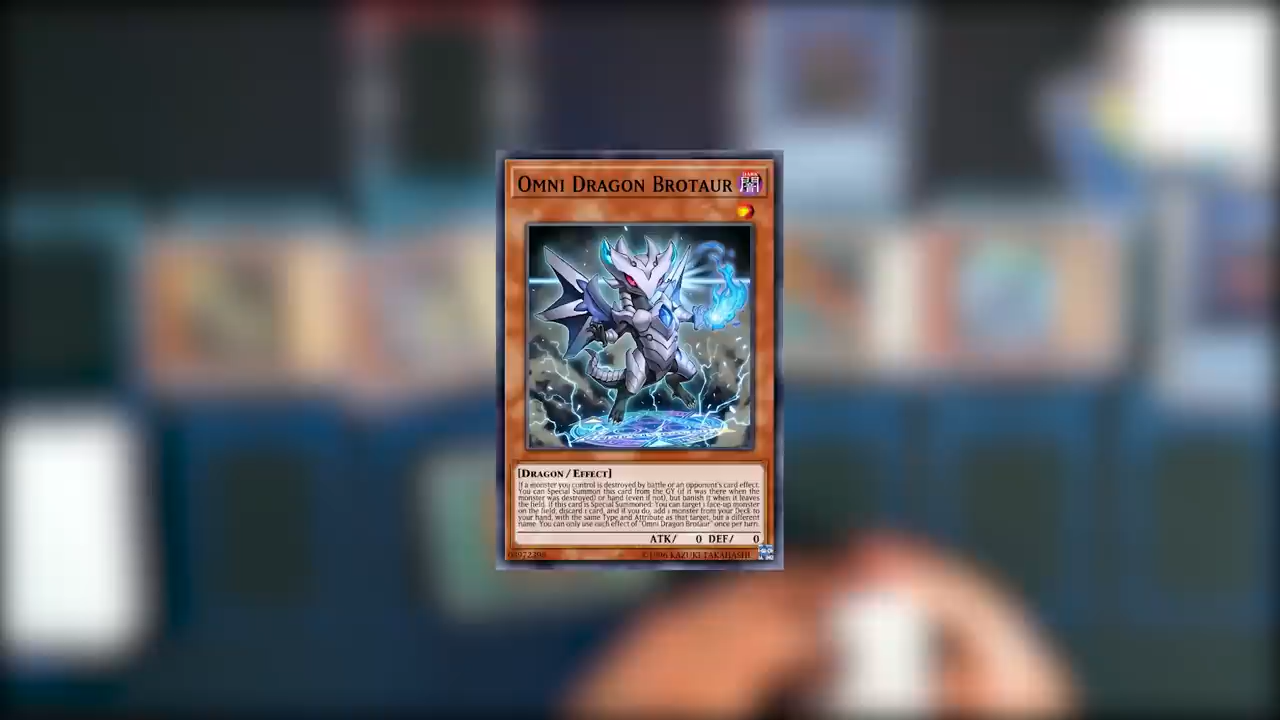 OMNI DRAGON BROTAUR
DARK
闇
[DRAGON / EFFECT]
If a monster you control is destroyed by battle or an opponent's card effect:
You can Special Summon this card from the GY (if it was there when the
monster was destroyed) or hand (even if not), but banish it when it leaves
the field. If this card is Special Summoned: You can target 1 face-up monster
on the field; discard 1 card, and if you do, add 1 monster from your Deck to
your hand, with the same Type and Attribute as that target, but a different
name. You can only use each effect of "Omni Dragon Brotaur" once per turn.
ATK/ 0 DEF/ 0
©1996 KAZUKI TAKAHASHI